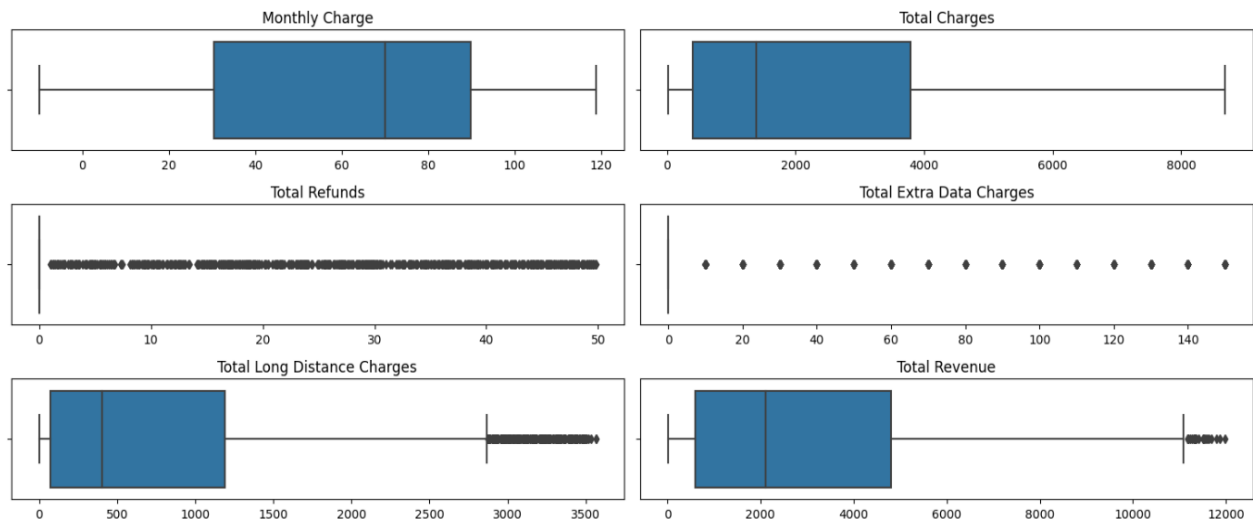 Monthly Charge
0 20 40 60 80 100 120
Total Charges
0 2000 4000 6000 8000
Total Refunds
0 10 20 30 40 50
Total Extra Data Charges
0 20 40 60 80 100 120 140
Total Long Distance Charges
0 500 1000 1500 2000 2500 3000 3500
Total Revenue
0 2000 4000 6000 8000 10000 12000